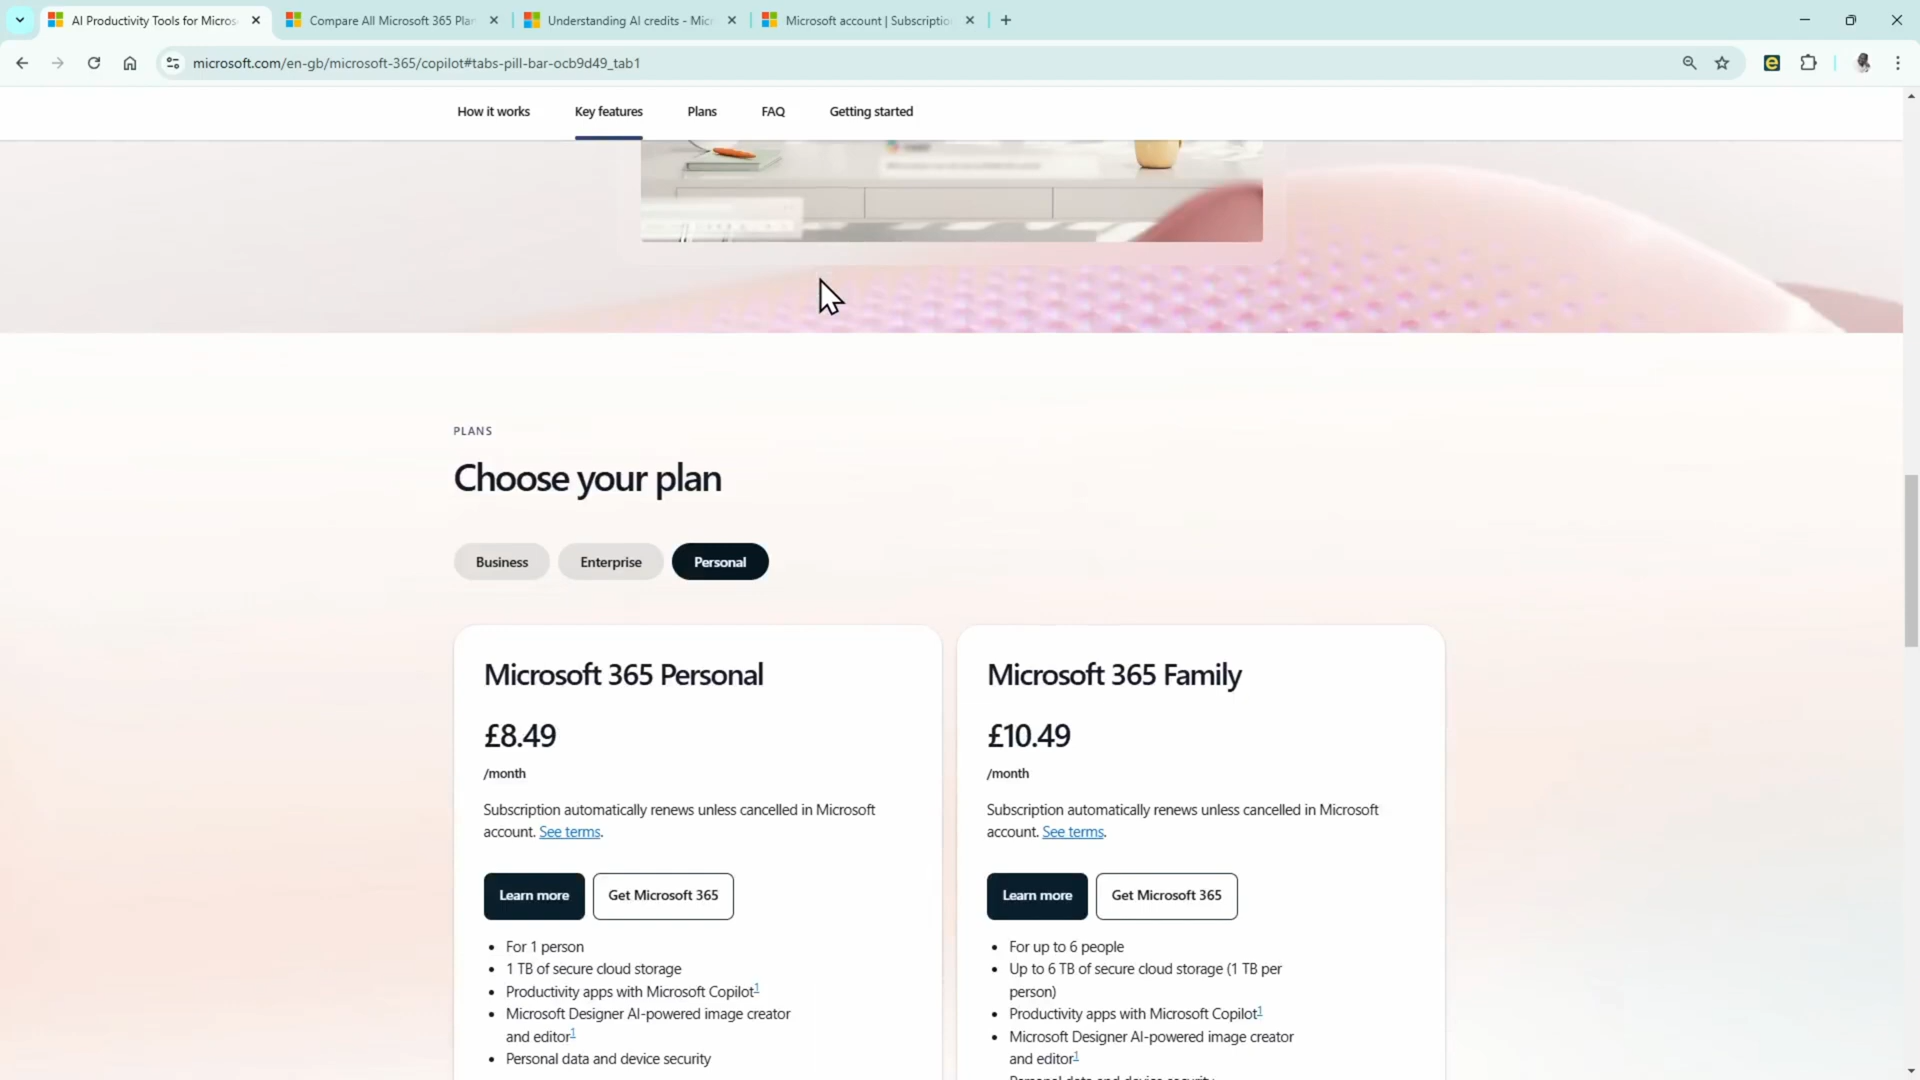 AI Productivity Tools for Micros
Compare All Microsoft 365 Plan
Understanding AI credits - Micr
Microsoft account | Subscriptio
microsoft.com/en-gb/microsoft-365/copilot#tabs-pill-bar-ocb9d49_tab1
How it works
Key features
Plans
FAQ
Getting started
PLANS
Choose your plan
Business
Enterprise
Personal
Microsoft 365 Personal
£8.49
/month
Subscription automatically renews unless cancelled in Microsoft
account. See terms.
Learn more
Get Microsoft 365
• For 1 person
• 1 TB of secure cloud storage
• Productivity apps with Microsoft Copilot1
• Microsoft Designer AI-powered image creator
and editor1
• Personal data and device security
Microsoft 365 Family
£10.49
/month
Subscription automatically renews unless cancelled in Microsoft
account. See terms.
Learn more
Get Microsoft 365
• For up to 6 people
• Up to 6 TB of secure cloud storage (1 TB per
person)
• Productivity apps with Microsoft Copilot1
• Microsoft Designer AI-powered image creator
and editor1